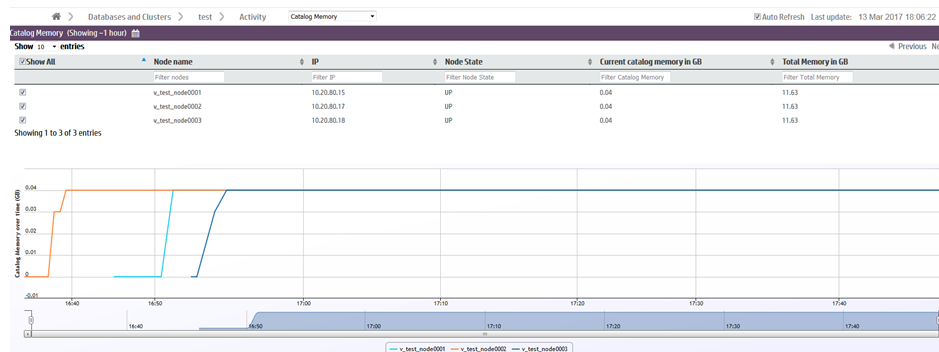 Databases and Clusters test Activity Catalog Memory Auto Refresh Last update: 13 Mar 2017 18:06:22
Catalog Memory (Showing ~1 hour)
Show 10 entries Previous
Show All Node name IP Node State Current catalog memory in GB Total Memory in GB
Filter nodes Filter IP Filter Node State Filter Catalog Memory Filter Total Memory
v_test_node0001 10.20.80.15 UP 0.04 11.63
v_test_node0002 10.20.80.17 UP 0.04 11.63
v_test_node0003 10.20.80.18 UP 0.04 11.63
Showing 1 to 3 of 3 entries
Catalog Memory over time (GB)
0.04
0.03
0.02
0.01
0
-0.01
16:40 16:50 17:00 17:10 17:20 17:30 17:40
16:40 16:50 17:00 17:10 17:20 17:30 17:40
v_test_node0001 v_test_node0002 v_test_node0003